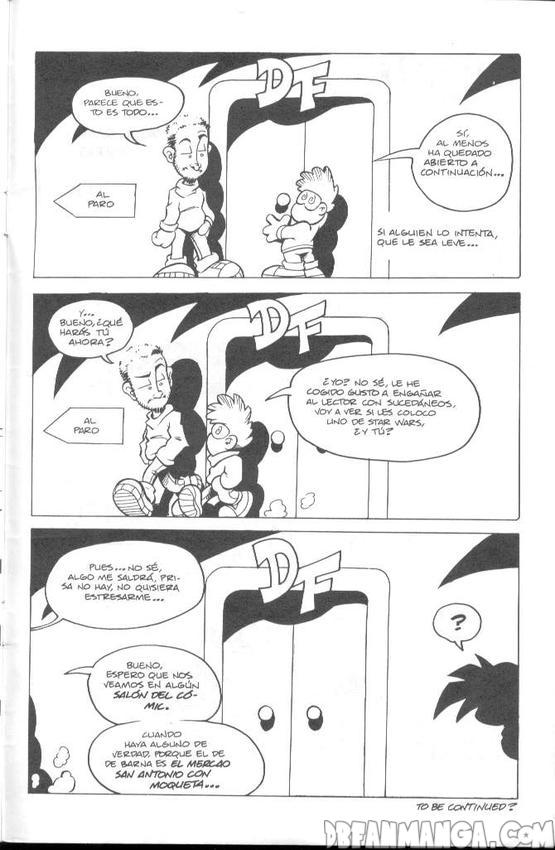 BUENO,
PARECE QUE ES-
TO ES TODO...
DF
SÍ,
AL MENOS
HA QUEDADO
ABIERTO A
CONTINUACIÓN...
AL
PARO
SI ALGUIEN LO INTENTA,
QUE LE SEA LEVE...
Y...
BUENO, ¿QUÉ
HARÁS TÚ
AHORA?
DF
¿YO? NO SÉ, LE HE
COGIDO GUSTO A ENGAÑAR
AL LECTOR CON SUCEDÁNEOS,
VOY A VER SI LES COLOCO
UNO DE STAR WARS,
¿Y TÚ?
AL
PARO
PUES... NO SÉ,
ALGO ME SALDRÁ, PRI-
SA NO HAY, NO QUISIERA
ESTRESARME...
DF
?
BUENO,
ESPERO QUE NOS
VEAMOS EN ALGÚN
SALÓN DEL CÓ-
MIC.
CUANDO
HAYA ALGUNO DE
VERDAD, PORQUE EL DE
DE BARNA ES EL MERCAO
SAN ANTONIO CON
MOQUETA...
TO BE CONTINUED?
DBFANMANGA.COM